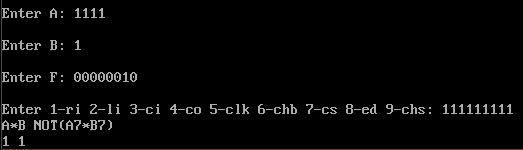 Enter A: 1111
Enter B: 1
Enter F: 00000010
Enter 1-ri 2-li 3-ci 4-co 5-clk 6-chb 7-cs 8-ed 9-chs: 111111111
A*B NOT(A7*B7)
1 1